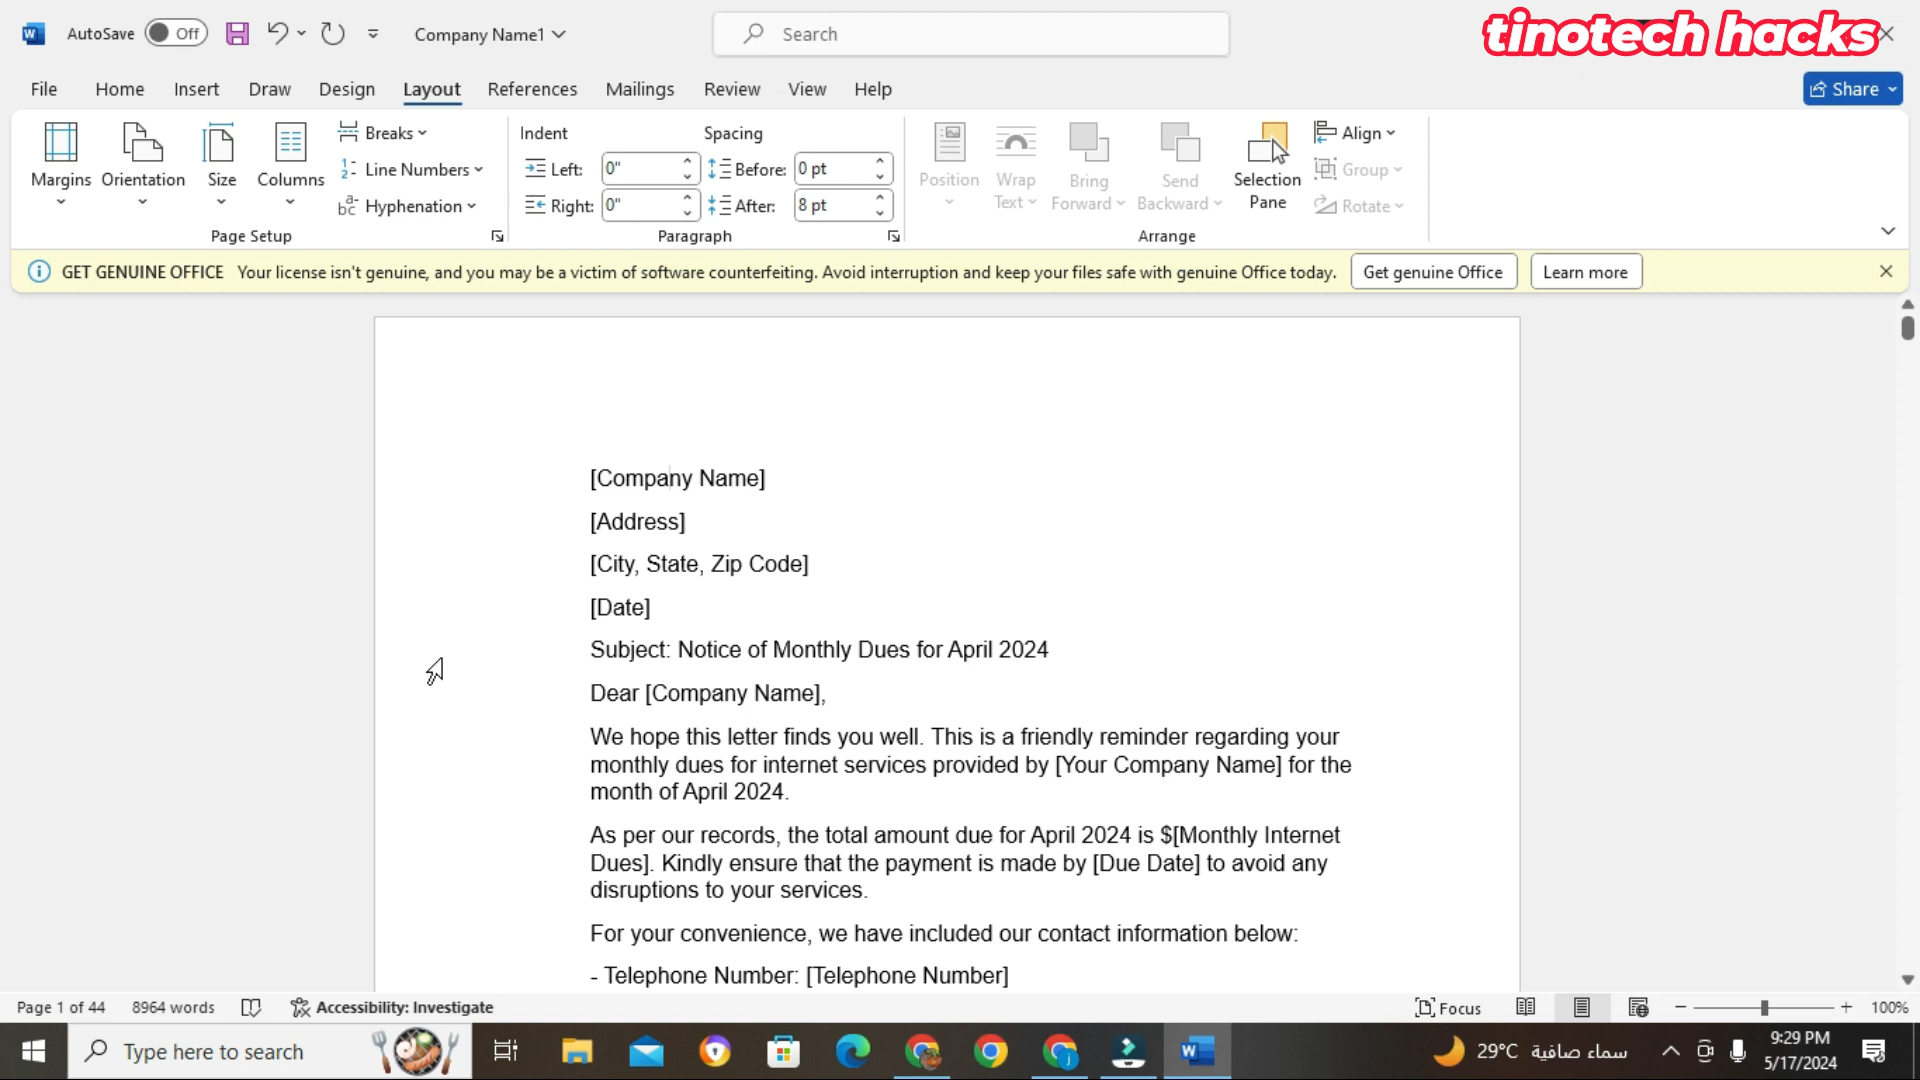 tinotech hacks
AutoSave Off Company Name1 Search
File Home Insert Draw Design Layout References Mailings Review View Help Share
Margins Orientation Size Columns Breaks Line Numbers Hyphenation
Page Setup
Indent Spacing
Left: 0" Before: 0 pt
Right: 0" After: 8 pt
Paragraph
Position Wrap Text Bring Forward Send Backward Selection Pane Align Group Rotate
Arrange
GET GENUINE OFFICE Your license isn't genuine, and you may be a victim of software counterfeiting. Avoid interruption and keep your files safe with genuine Office today. Get genuine Office Learn more
[Company Name]
[Address]
[City, State, Zip Code]
[Date]
Subject: Notice of Monthly Dues for April 2024
Dear [Company Name],
We hope this letter finds you well. This is a friendly reminder regarding your
monthly dues for internet services provided by [Your Company Name] for the
month of April 2024.
As per our records, the total amount due for April 2024 is $[Monthly Internet
Dues]. Kindly ensure that the payment is made by [Due Date] to avoid any
disruptions to your services.
For your convenience, we have included our contact information below:
- Telephone Number: [Telephone Number]
Page 1 of 44 8964 words Accessibility: Investigate Focus 100%
Type here to search 29°C سماء صافية 9:29 PM
5/17/2024